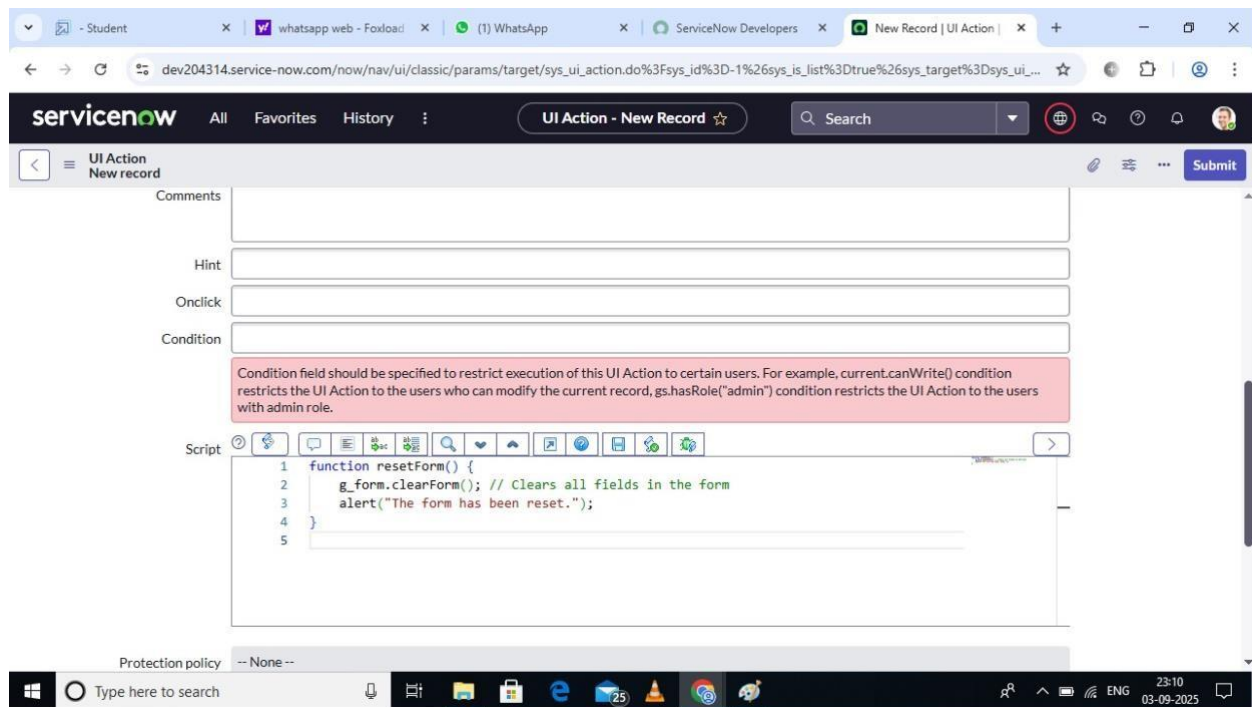 - Student
whatsapp web - Foxload
(1) WhatsApp
ServiceNow Developers
New Record | UI Action |
dev204314.service-now.com/now/nav/ui/classic/params/target/sys_ui_action.do%3Fsys_id%3D-1%26sys_is_list%3Dtrue%26sys_target%3Dsys_ui_...
servicenow All Favorites History UI Action - New Record Search
UI Action
New record
Submit
Comments
Hint
Onclick
Condition
Condition field should be specified to restrict execution of this UI Action to certain users. For example, current.canWrite() condition
restricts the UI Action to the users who can modify the current record, gs.hasRole("admin") condition restricts the UI Action to the users
with admin role.
Script
1 function resetForm() {
2 g_form.clearForm(); // Clears all fields in the form
3 alert("The form has been reset.");
4 }
5
Protection policy -- None --
Type here to search 25 ENG 23:10
03-09-2025